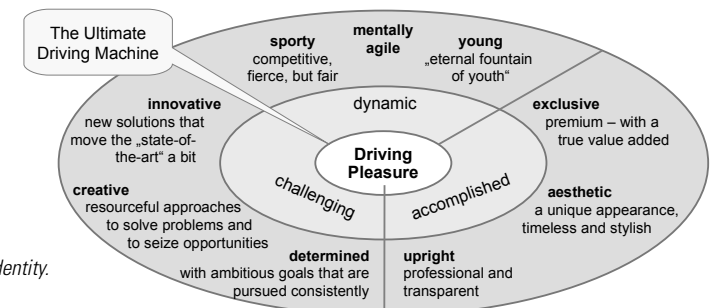 The Ultimate
Driving Machine
sporty
competitive,
fierce, but fair
mentally
agile
young
„eternal fountain
of youth“
innovative
new solutions that
move the „state-of-
the-art“ a bit
dynamic
exclusive
premium – with a
true value added
Driving
Pleasure
challenging
accomplished
creative
resourceful approaches
to solve problems and
to seize opportunities
aesthetic
a unique appearance,
timeless and stylish
determined
with ambitious goals that are
pursued consistently
upright
professional and
transparent